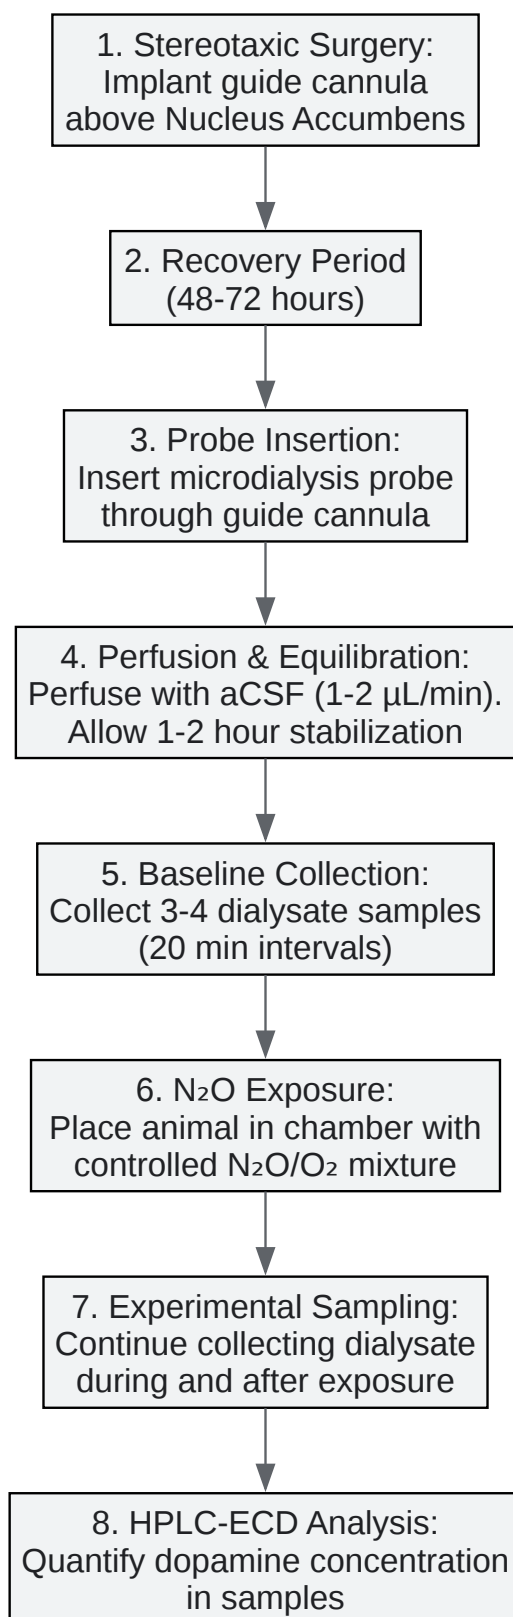 1. Stereotaxic Surgery:
Implant guide cannula
above Nucleus Accumbens
2. Recovery Period
(48-72 hours)
3. Probe Insertion:
Insert microdialysis probe
through guide cannula
4. Perfusion & Equilibration:
Perfuse with aCSF (1-2 µL/min).
Allow 1-2 hour stabilization
5. Baseline Collection:
Collect 3-4 dialysate samples
(20 min intervals)
6. N₂O Exposure:
Place animal in chamber with
controlled N₂O/O₂ mixture
7. Experimental Sampling:
Continue collecting dialysate
during and after exposure
8. HPLC-ECD Analysis:
Quantify dopamine concentration
in samples